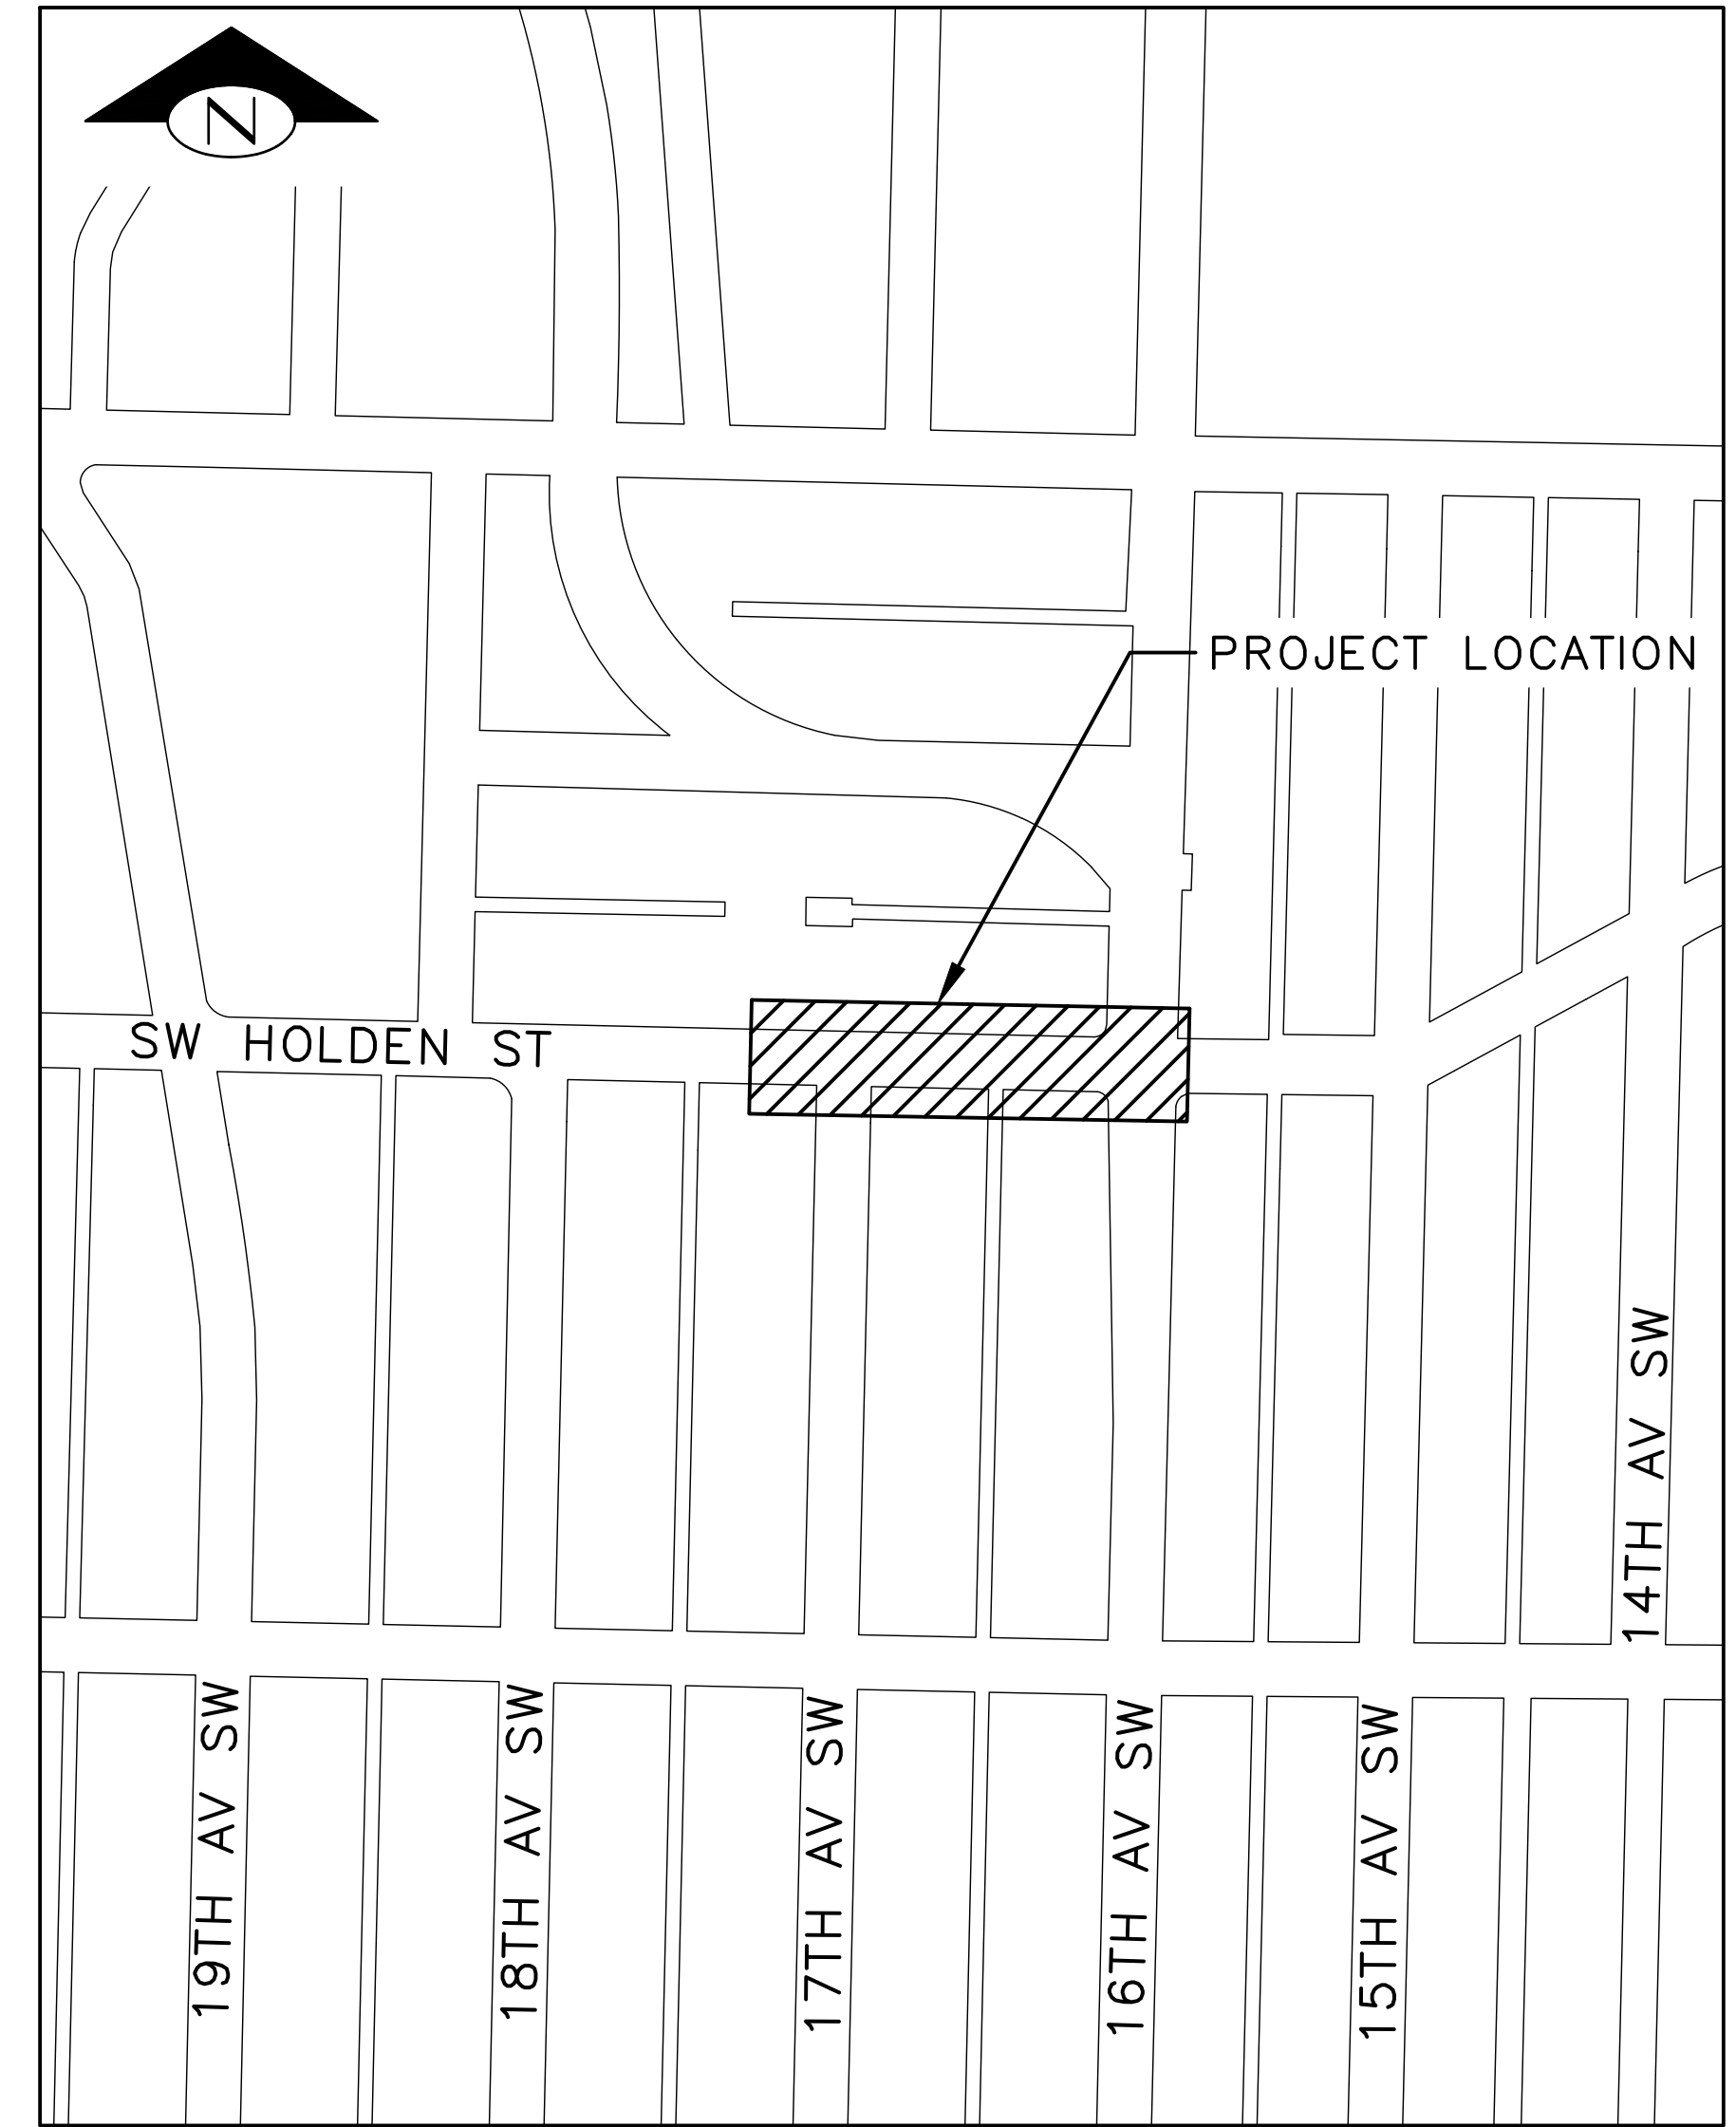 N
PROJECT LOCATION
SW HOLDEN ST
14TH AV SW
19TH AV SW
18TH AV SW
17TH AV SW
16TH AV SW
15TH AV SW